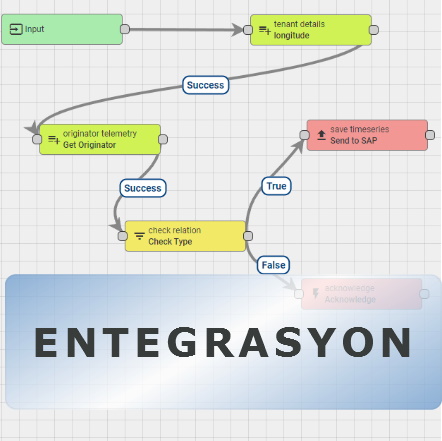 Input
tenant details
longitude
Success
originator telemetry
Get Originator
save timeseries
Send to SAP
Success
True
check relation
Check Type
False
acknowledge
Acknowledge
ENTEGRASYON